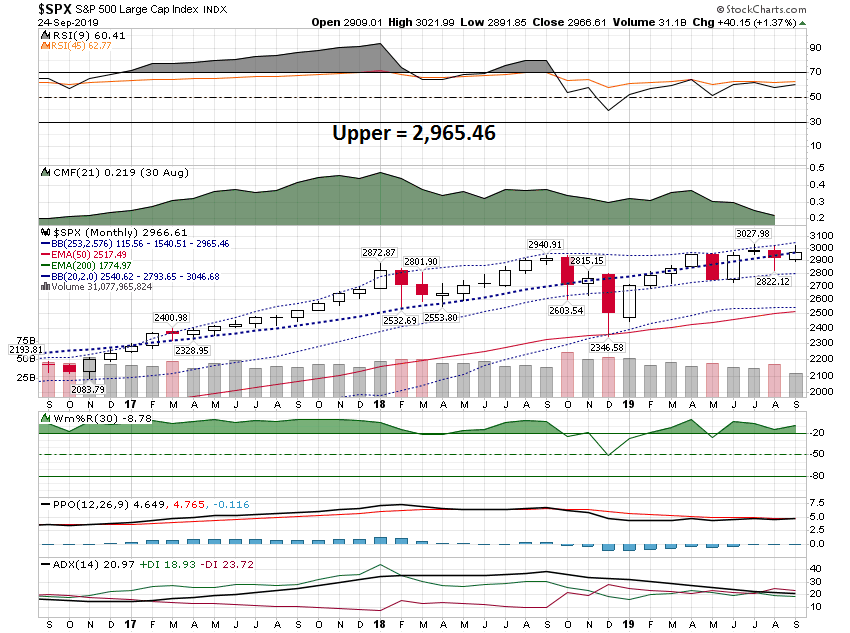 $SPX S&P 500 Large Cap Index INDX
© StockCharts.com
24-Sep-2019
Open 2909.01 High 3021.99 Low 2891.85 Close 2966.61 Volume 31.1B Chg +40.15 (+1.37%)
RSI(9) 60.41
RSI(45) 62.77
90
70
50
30
10
Upper = 2,965.46
CMF(21) 0.219 (30 Aug)
0.5
0.4
0.3
0.2
$SPX (Monthly) 2966.61
BB(253,2.576) 115.56 - 1540.51 - 2965.46
EMA(50) 2517.49
EMA(200) 1774.97
BB(20,2.0) 2540.62 - 2793.65 - 3046.68
Volume 31,077,965,824
3027.98
2940.91
2872.87
2801.90
2815.15
2822.12
2603.54
2532.69
2553.80
2400.98
2346.58
2328.95
2193.81
2083.79
75B
50B
25B
3100
3000
2900
2800
2700
2600
2500
2400
2300
2200
2100
2000
S O N D 17 F M A M J J A S O N D 18 F M A M J J A S O N D 19 F M A M J J A S
Wm%R(30) -8.78
-20
-50
-80
PPO(12,26,9) 4.649, 4.765, -0.116
7.5
5.0
2.5
0.0
ADX(14) 20.97 +DI 18.93 -DI 23.72
40
30
20
10
S O N D 17 F M A M J J A S O N D 18 F M A M J J A S O N D 19 F M A M J J A S